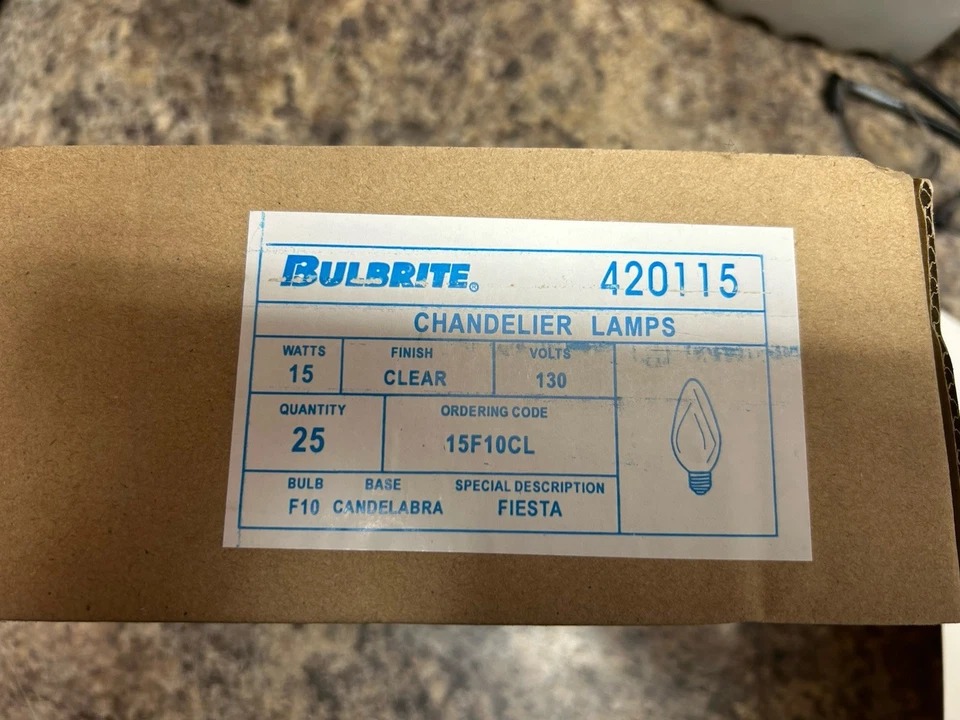 BULBRITE® 420115
CHANDELIER LAMPS
WATTS FINISH VOLTS
15 CLEAR 130
QUANTITY ORDERING CODE
25 15F10CL
BULB BASE SPECIAL DESCRIPTION
F10 CANDELABRA FIESTA